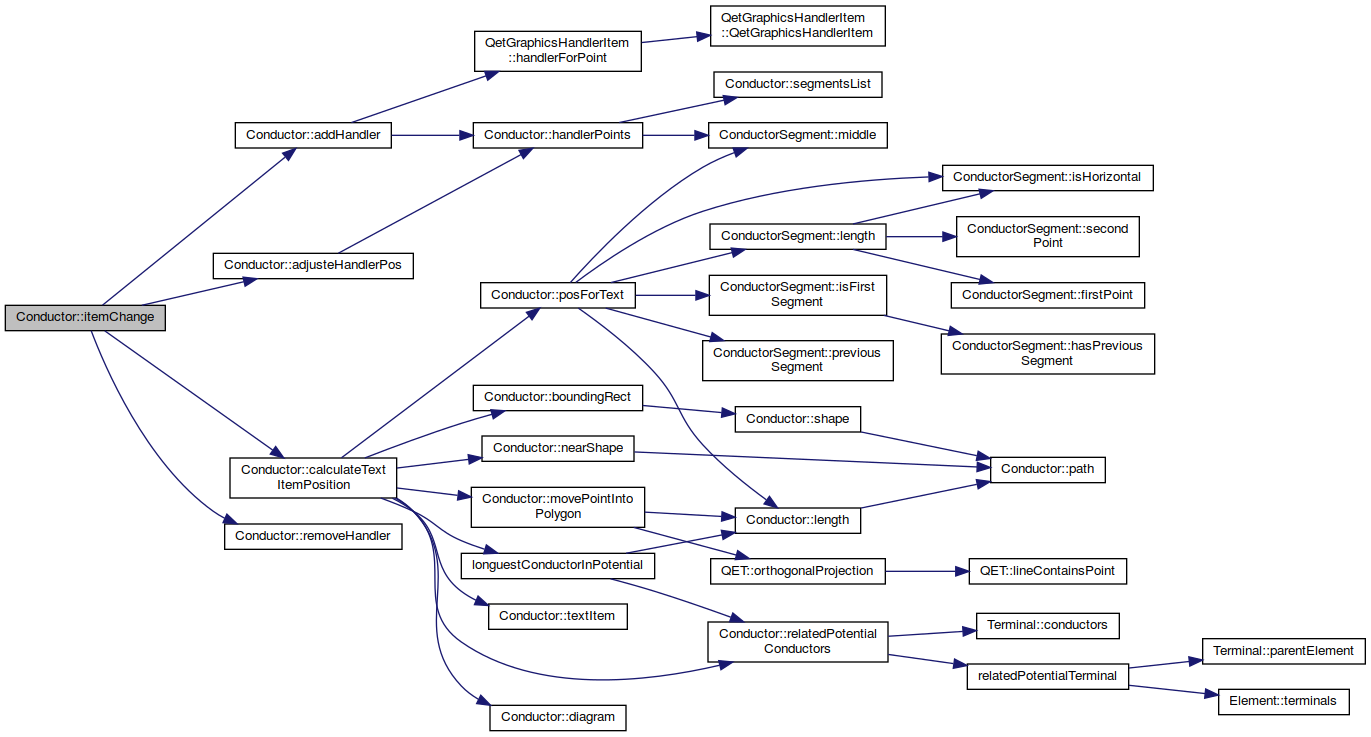 QetGraphicsHandlerItem
::QetGraphicsHandlerItem
QetGraphicsHandlerItem
::handlerForPoint
Conductor::segmentsList
Conductor::addHandler
Conductor::handlerPoints
ConductorSegment::middle
ConductorSegment::isHorizontal
ConductorSegment::length
ConductorSegment::second
Point
Conductor::adjusteHandlerPos
Conductor::posForText
ConductorSegment::isFirst
Segment
ConductorSegment::firstPoint
Conductor::itemChange
ConductorSegment::previous
Segment
ConductorSegment::hasPrevious
Segment
Conductor::boundingRect
Conductor::shape
Conductor::nearShape
Conductor::path
Conductor::calculateText
ItemPosition
Conductor::movePointInto
Polygon
Conductor::length
Conductor::removeHandler
longuestConductorInPotential
QET::orthogonalProjection
QET::lineContainsPoint
Conductor::textItem
Conductor::relatedPotential
Conductors
Terminal::conductors
relatedPotentialTerminal
Terminal::parentElement
Element::terminals
Conductor::diagram